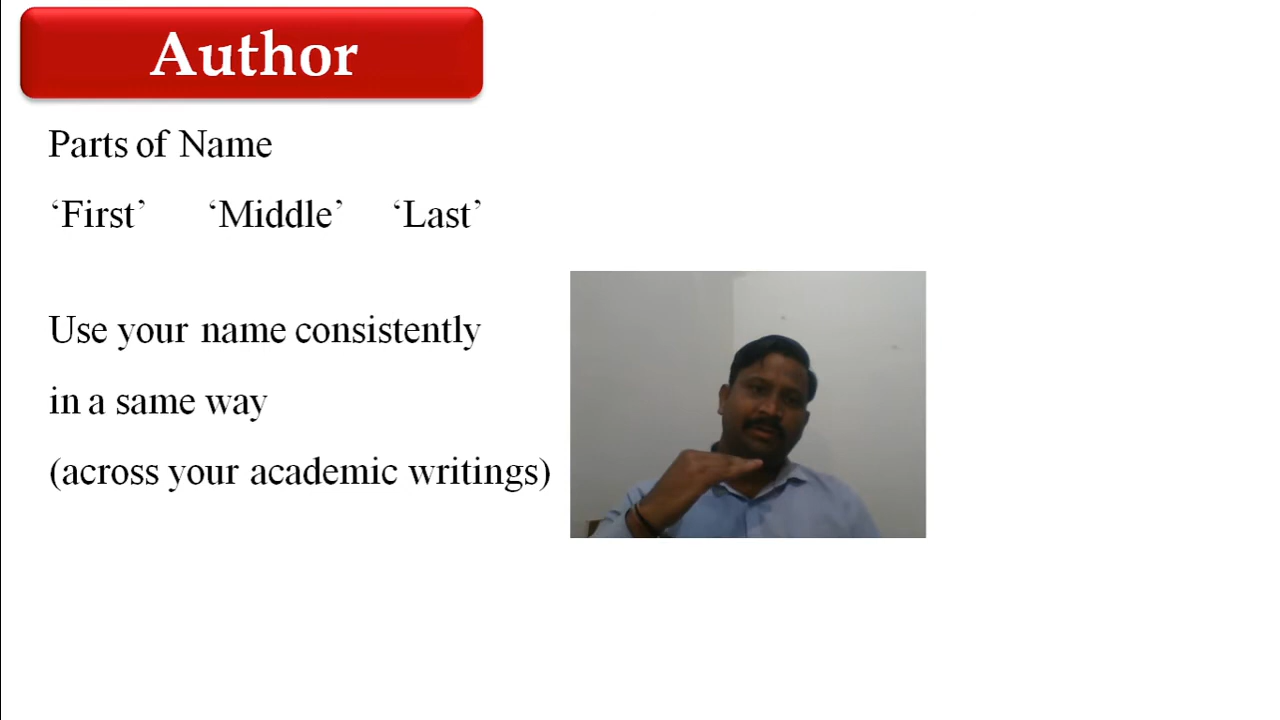 Author
Parts of Name
‘First’ ‘Middle’ ‘Last’
Use your name consistently
in a same way
(across your academic writings)